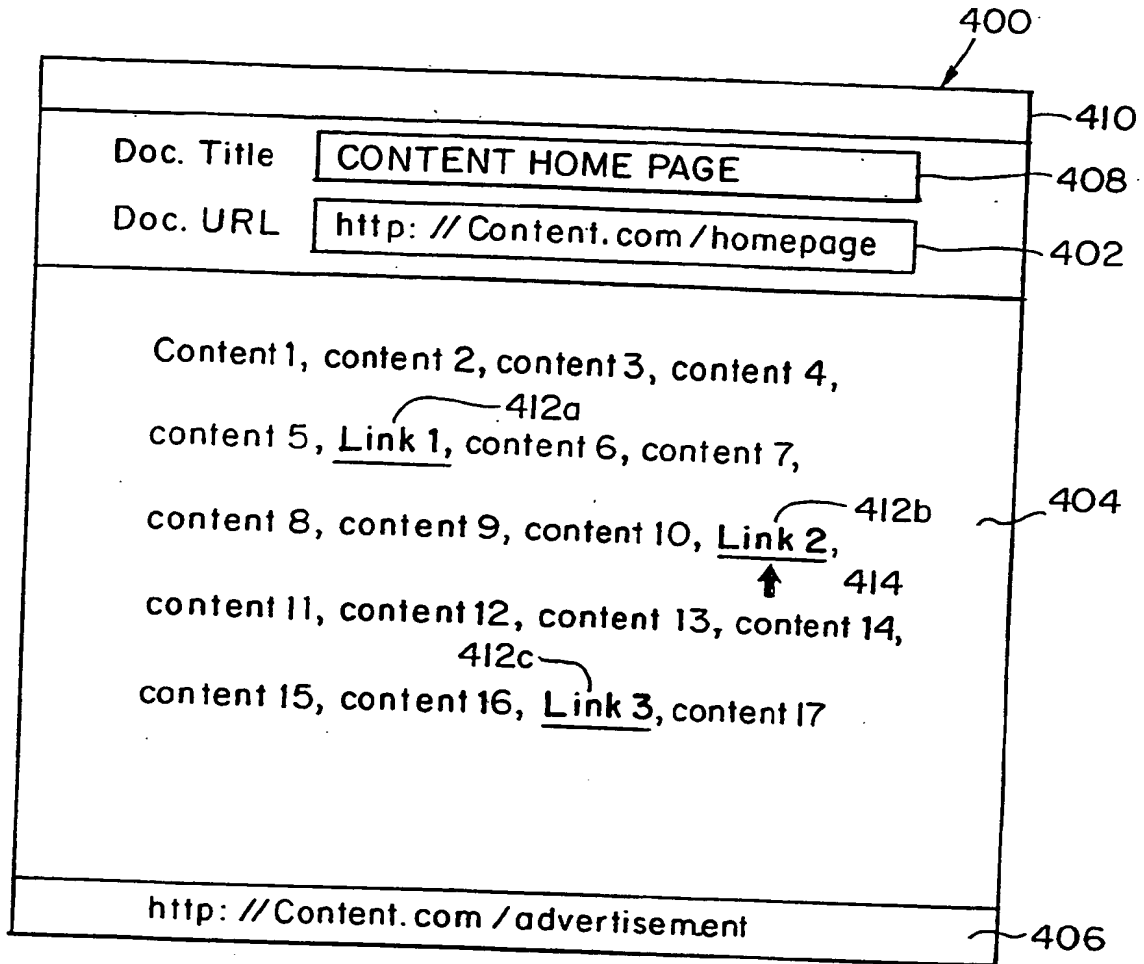 400
410
Doc. Title CONTENT HOME PAGE 408
Doc. URL http: //Content.com/homepage 402
Content 1, content 2, content 3, content 4,
412a
content 5, Link 1, content 6, content 7,
412b 404
content 8, content 9, content 10, Link 2,
414
content 11, content 12, content 13, content 14,
412c
content 15, content 16, Link 3, content 17
http: //Content.com/advertisement 406